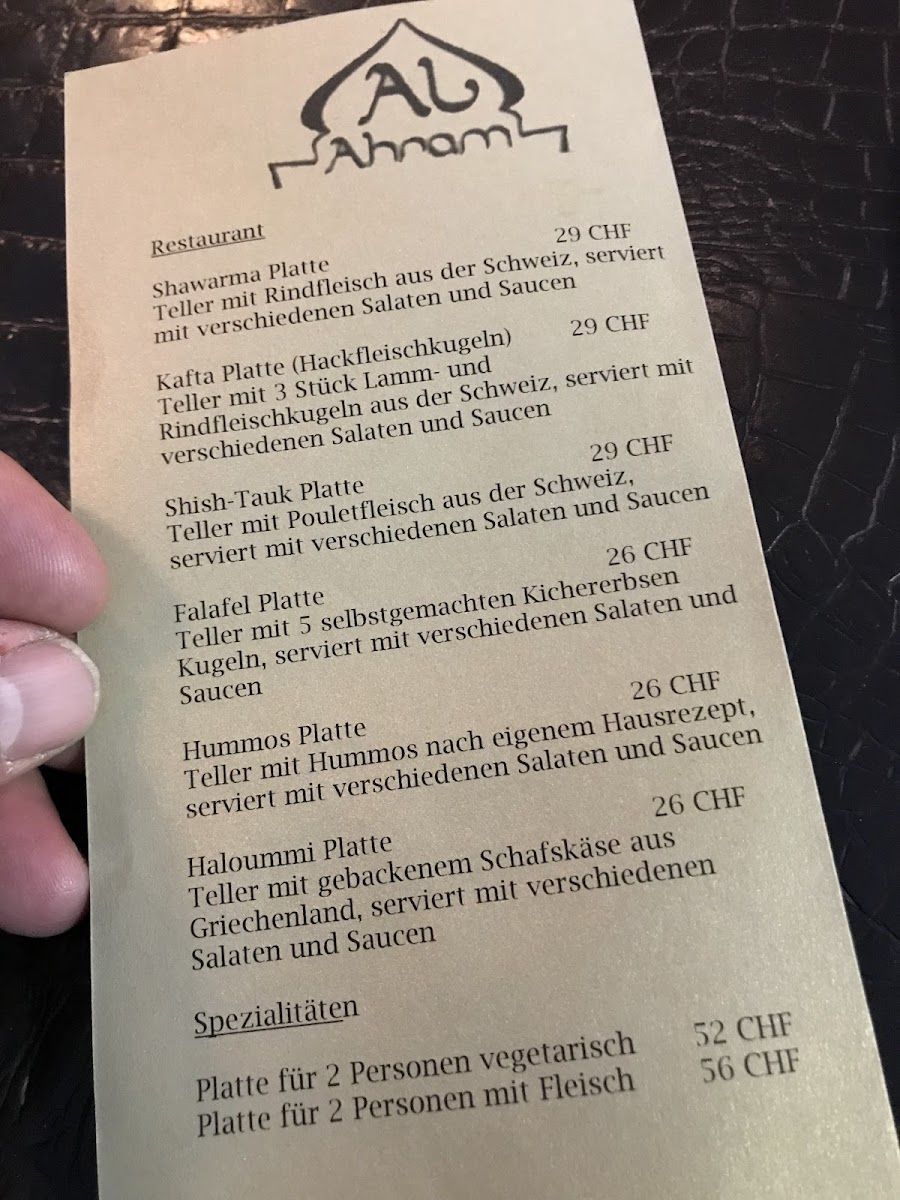 AL
Ahnam
Restaurant
Shawarma Platte 29 CHF
Teller mit Rindfleisch aus der Schweiz, serviert
mit verschiedenen Salaten und Saucen
Kafta Platte (Hackfleischkugeln) 29 CHF
Teller mit 3 Stück Lamm- und
Rindfleischkugeln aus der Schweiz, serviert mit
verschiedenen Salaten und Saucen
Shish-Tauk Platte 29 CHF
Teller mit Pouletfleisch aus der Schweiz,
serviert mit verschiedenen Salaten und Saucen
Falafel Platte 26 CHF
Teller mit 5 selbstgemachten Kichererbsen
Kugeln, serviert mit verschiedenen Salaten und
Saucen
Hummos Platte 26 CHF
Teller mit Hummos nach eigenem Hausrezept,
serviert mit verschiedenen Salaten und Saucen
Haloummi Platte 26 CHF
Teller mit gebackenem Schafskäse aus
Griechenland, serviert mit verschiedenen
Salaten und Saucen
Spezialitäten
Platte für 2 Personen vegetarisch 52 CHF
Platte für 2 Personen mit Fleisch 56 CHF